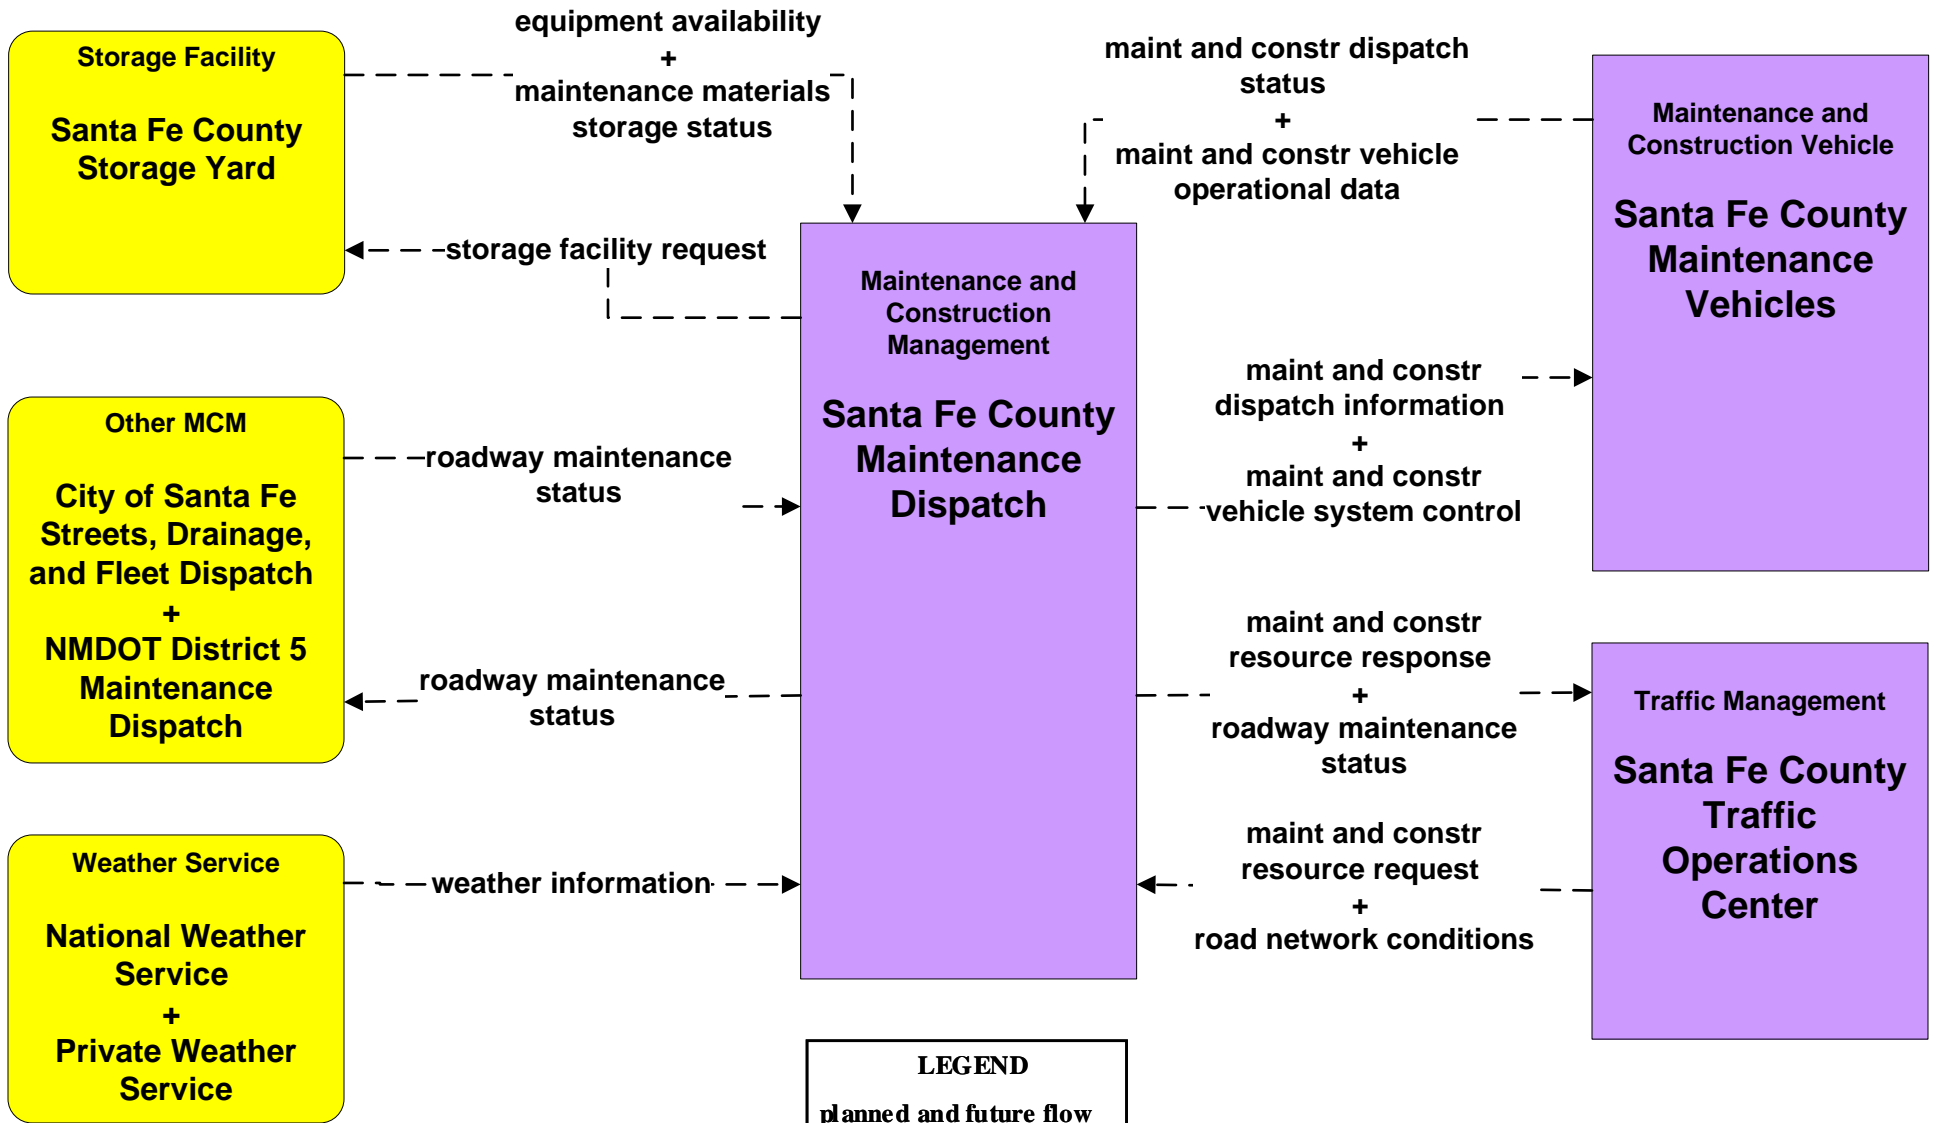 Storage Facility
Santa Fe County
Storage Yard
equipment availability
+
maintenance materials
storage status
storage facility request
Other MCM
City of Santa Fe
Streets, Drainage,
and Fleet Dispatch
+
NMDOT District 5
Maintenance
Dispatch
roadway maintenance
status
roadway maintenance
status
Weather Service
National Weather
Service
+
Private Weather
Service
weather information
Maintenance and
Construction
Management
Santa Fe County
Maintenance
Dispatch
maint and constr dispatch
status
+
maint and constr vehicle
operational data
Maintenance and
Construction Vehicle
Santa Fe County
Maintenance
Vehicles
maint and constr
dispatch information
+
maint and constr
vehicle system control
maint and constr
resource response
+
roadway maintenance
status
maint and constr
resource request
+
road network conditions
Traffic Management
Santa Fe County
Traffic
Operations
Center
LEGEND
planned and future flow